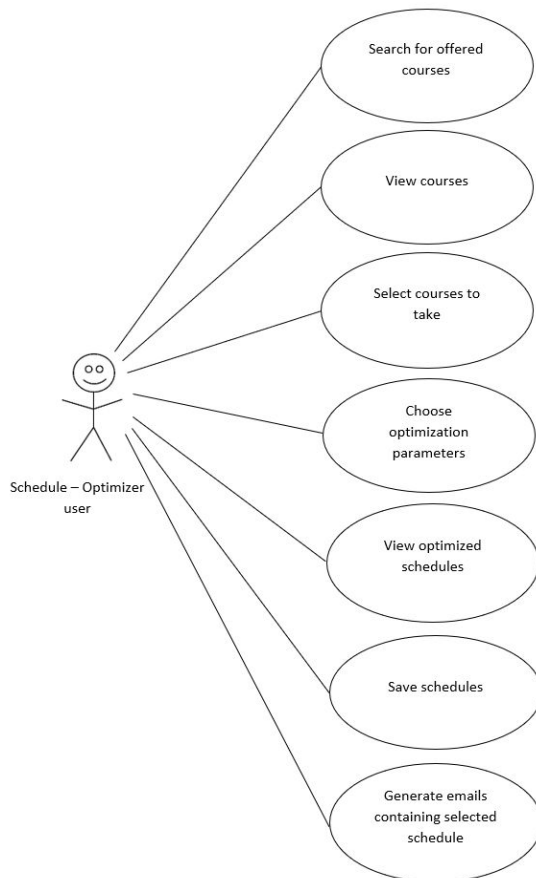 Search for offered
courses
View courses
Select courses to
take
Choose
optimization
parameters
Schedule – Optimizer
user
View optimized
schedules
Save schedules
Generate emails
containing selected
schedule